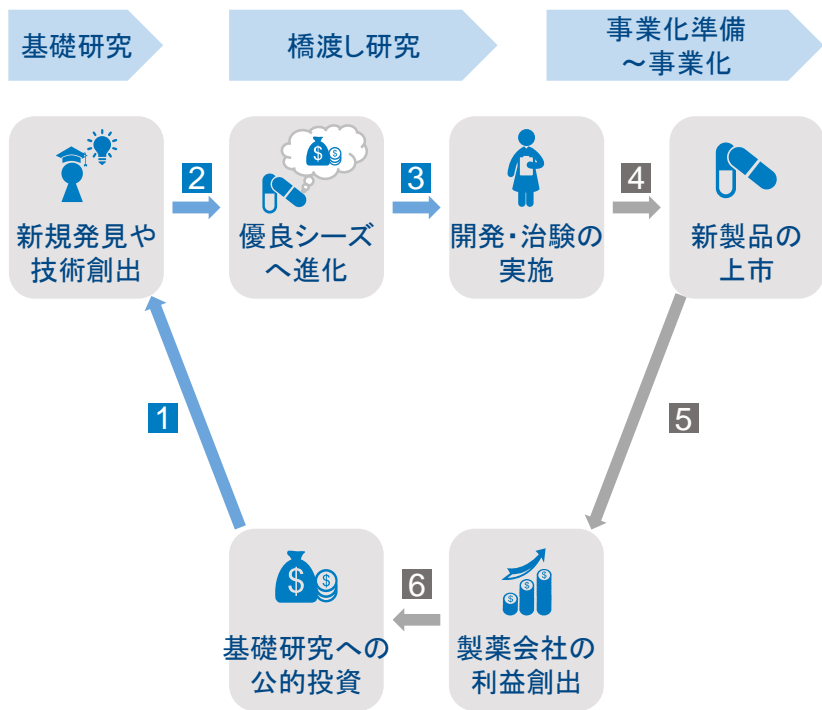 基礎研究
橋渡し研究
事業化準備
～事業化
新規発見や
技術創出
2
$
優良シーズ
へ進化
3
開発・治験の
実施
4
新製品の
上市
1
5
$ $
基礎研究への
公的投資
6
$ $ $
製薬会社の
利益創出